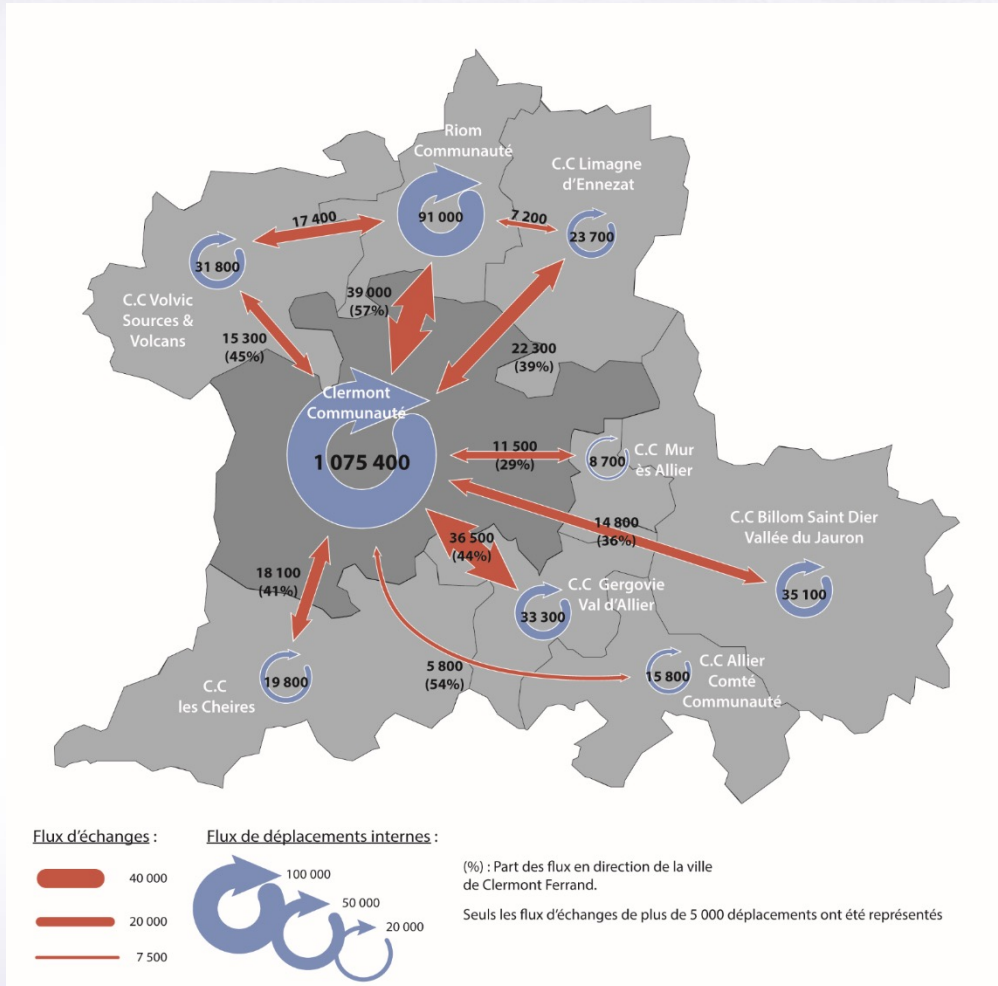 Riom
Communauté
91 000
C.C Limagne
d'Ennezat
23 700
17 400
7 200
31 800
C.C Volvic
Sources &
Volcans
39 000
(57%)
15 300
(45%)
22 300
(39%)
Clermont
Communauté
1 075 400
11 500
(29%)
8 700
C.C Mur
ès Allier
14 800
(36%)
C.C Billom Saint Dier
Vallée du Jauron
35 100
36 500
(44%)
C.C Gergovie
Val d'Allier
33 300
18 100
(41%)
19 800
C.C
les Cheires
5 800
(54%)
15 800
C.C Allier
Comté
Communauté
Flux d'échanges :
40 000
20 000
7 500
Flux de déplacements internes :
100 000
50 000
20 000
(%) : Part des flux en direction de la ville
de Clermont Ferrand.
Seuls les flux d'échanges de plus de 5 000 déplacements ont été représentés